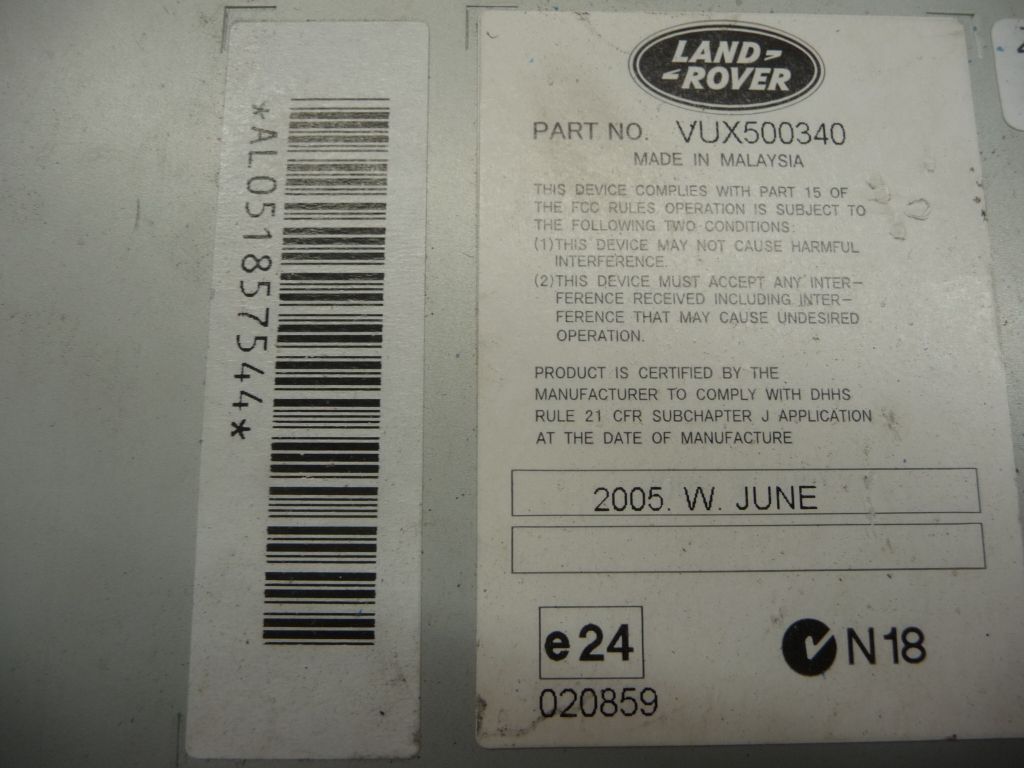 *AL051857544*
LAND-
-ROVER
PART NO. VUX500340
MADE IN MALAYSIA
THIS DEVICE COMPLIES WITH PART 15 OF
THE FCC RULES. OPERATION IS SUBJECT TO
THE FOLLOWING TWO CONDITIONS:
(1)THIS DEVICE MAY NOT CAUSE HARMFUL
INTERFERENCE.
(2)THIS DEVICE MUST ACCEPT ANY INTER-
FERENCE RECEIVED INCLUDING INTER-
FERENCE THAT MAY CAUSE UNDESIRED
OPERATION.
PRODUCT IS CERTIFIED BY THE
MANUFACTURER TO COMPLY WITH DHHS
RULE 21 CFR SUBCHAPTER J APPLICATION
AT THE DATE OF MANUFACTURE
2005. W. JUNE
e24
020859
N18